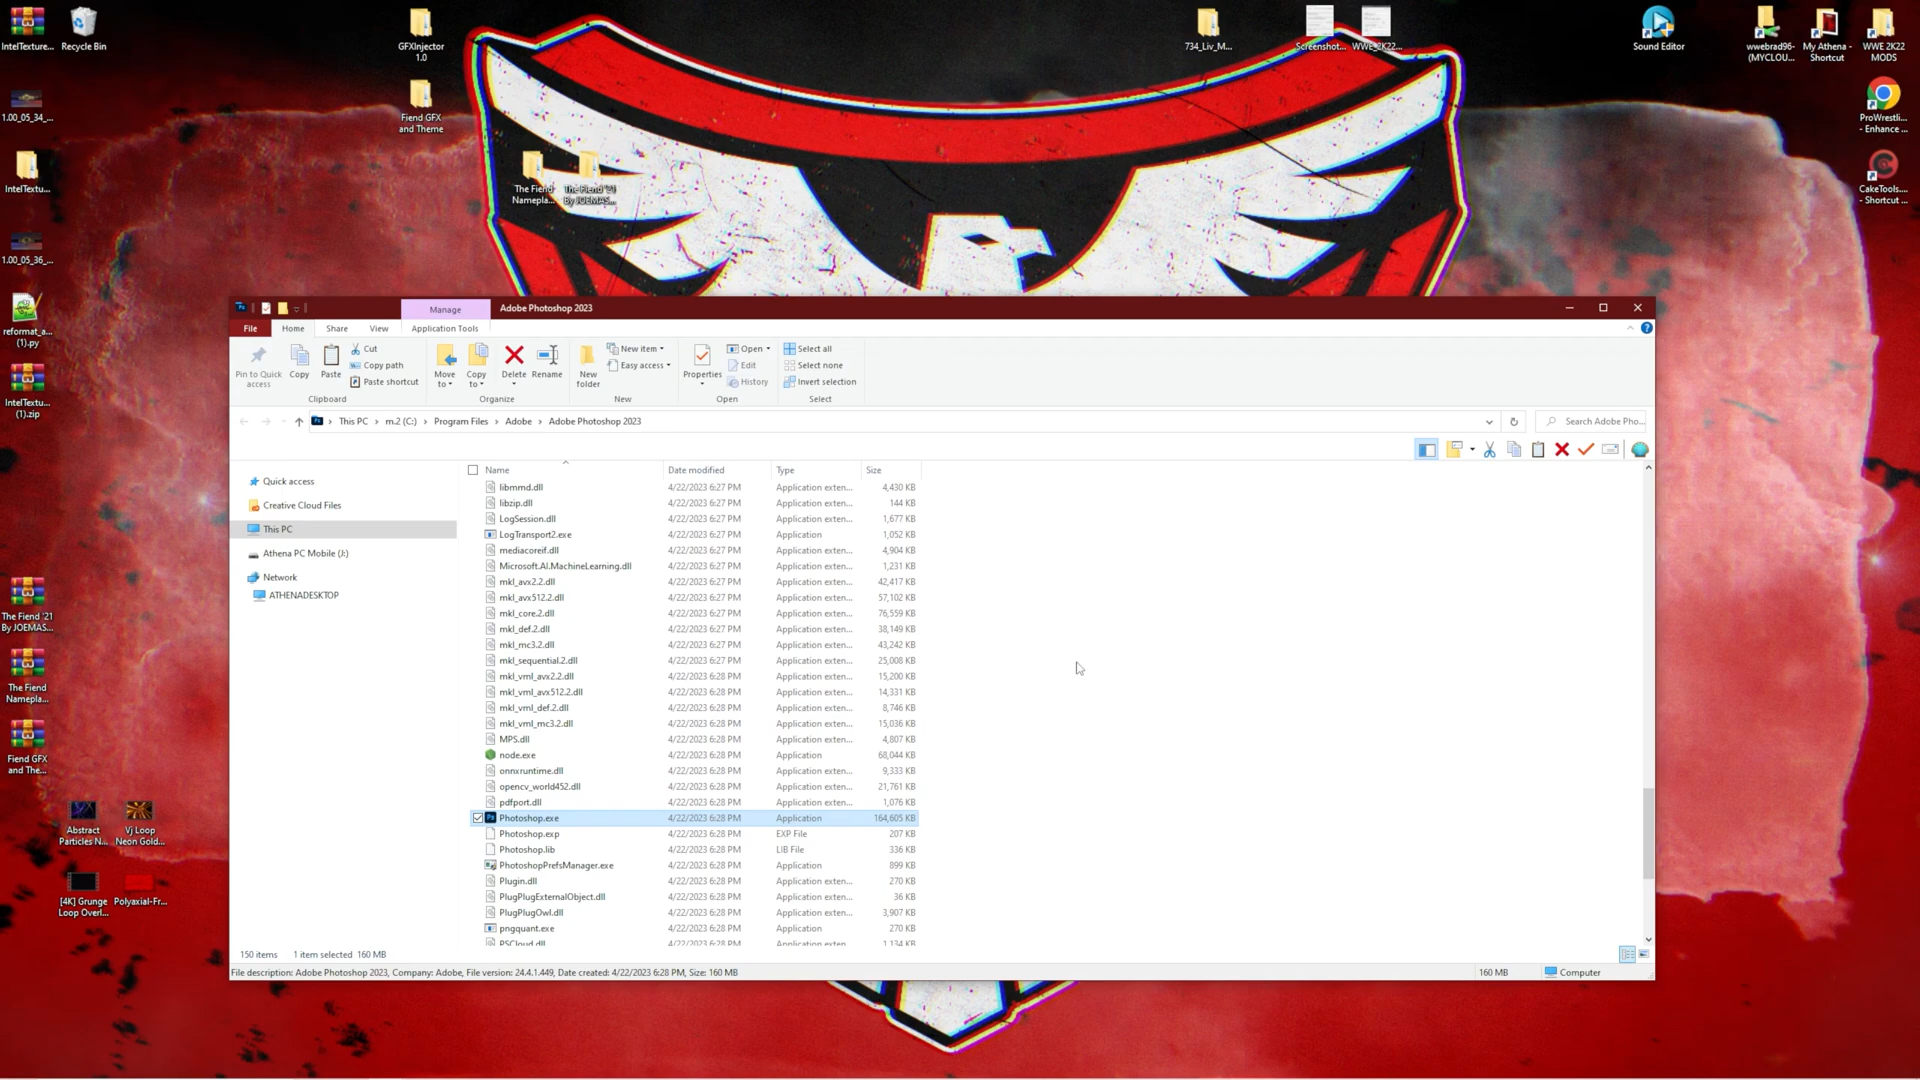 IntelTexture...
Recycle Bin
GFXInjector
1.0
734_Liv_M...
Screenshot...
WWE_2K22...
Sound Editor
wwebrad96-
(MYCLOU...
My Athena -
Shortcut
WWE 2K22
MODS
1.00_05_34_...
Fiend GFX
and Theme
ProWrestli...
- Enhance ...
IntelTextu...
The Fiend
Namepla...
The Fiend '21
By JOEMAS...
CakeTools....
- Shortcut ...
1.00_05_36_...
reformat_a...
(1).py
IntelTextu...
(1).zip
The Fiend '21
By JOEMAS...
The Fiend
Namepla...
Fiend GFX
and The...
Abstract
Particles N...
Vj Loop
Neon Gold...
[4K] Grunge
Loop Overl...
Polyaxial-Fr...
Manage
Adobe Photoshop 2023
File
Home
Share
View
Application Tools
Pin to Quick
access
Copy
Paste
Cut
Copy path
Paste shortcut
Clipboard
Move
to
Copy
to
Delete
Rename
Organize
New
folder
New item
Easy access
New
Properties
Open
Edit
History
Open
Select all
Select none
Invert selection
Select
This PC > m.2 (C:) > Program Files > Adobe > Adobe Photoshop 2023
Search Adobe Pho...
Quick access
Creative Cloud Files
This PC
Athena PC Mobile (J:)
Network
ATHENADESKTOP
Name Date modified Type Size
libmmd.dll 4/22/2023 6:27 PM Application exten... 4,430 KB
libzip.dll 4/22/2023 6:27 PM Application exten... 144 KB
LogSession.dll 4/22/2023 6:27 PM Application exten... 1,677 KB
LogTransport2.exe 4/22/2023 6:27 PM Application 1,052 KB
mediacoreif.dll 4/22/2023 6:27 PM Application exten... 4,904 KB
Microsoft.AI.MachineLearning.dll 4/22/2023 6:27 PM Application exten... 1,231 KB
mkl_avx2.2.dll 4/22/2023 6:27 PM Application exten... 42,417 KB
mkl_avx512.2.dll 4/22/2023 6:27 PM Application exten... 57,102 KB
mkl_core.2.dll 4/22/2023 6:27 PM Application exten... 76,559 KB
mkl_def.2.dll 4/22/2023 6:27 PM Application exten... 38,149 KB
mkl_mc3.2.dll 4/22/2023 6:27 PM Application exten... 43,242 KB
mkl_sequential.2.dll 4/22/2023 6:27 PM Application exten... 25,008 KB
mkl_vml_avx2.2.dll 4/22/2023 6:28 PM Application exten... 15,200 KB
mkl_vml_avx512.2.dll 4/22/2023 6:28 PM Application exten... 14,331 KB
mkl_vml_def.2.dll 4/22/2023 6:28 PM Application exten... 8,746 KB
mkl_vml_mc3.2.dll 4/22/2023 6:28 PM Application exten... 15,036 KB
MPS.dll 4/22/2023 6:28 PM Application exten... 4,807 KB
node.exe 4/22/2023 6:28 PM Application 68,044 KB
onnxruntime.dll 4/22/2023 6:28 PM Application exten... 9,333 KB
opencv_world452.dll 4/22/2023 6:28 PM Application exten... 21,761 KB
pdfport.dll 4/22/2023 6:28 PM Application exten... 1,076 KB
Photoshop.exe 4/22/2023 6:28 PM Application 164,605 KB
Photoshop.exp 4/22/2023 6:28 PM EXP File 207 KB
Photoshop.lib 4/22/2023 6:28 PM LIB File 336 KB
PhotoshopPrefsManager.exe 4/22/2023 6:28 PM Application 899 KB
Plugin.dll 4/22/2023 6:28 PM Application exten... 270 KB
PlugPlugExternalObject.dll 4/22/2023 6:28 PM Application exten... 36 KB
PlugPlugOwl.dll 4/22/2023 6:28 PM Application exten... 3,907 KB
pngquant.exe 4/22/2023 6:28 PM Application 270 KB
PSCloud.dll 4/22/2023 6:28 PM Application exten... 1,134 KB
150 items 1 item selected 160 MB
File description: Adobe Photoshop 2023, Company: Adobe, File version: 24.4.1.449, Date created: 4/22/2023 6:28 PM, Size: 160 MB
160 MB
Computer